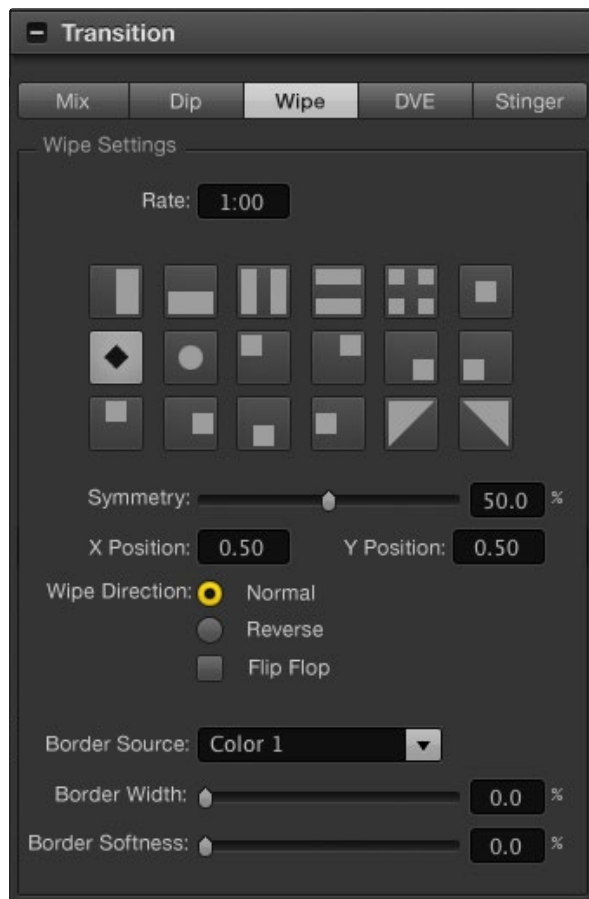 Transition
Mix Dip Wipe DVE Stinger
Wipe Settings
Rate: 1:00
Symmetry: 50.0 %
X Position: 0.50 Y Position: 0.50
Wipe Direction: Normal
Reverse
Flip Flop
Border Source: Color 1
Border Width: 0.0 %
Border Softness: 0.0 %